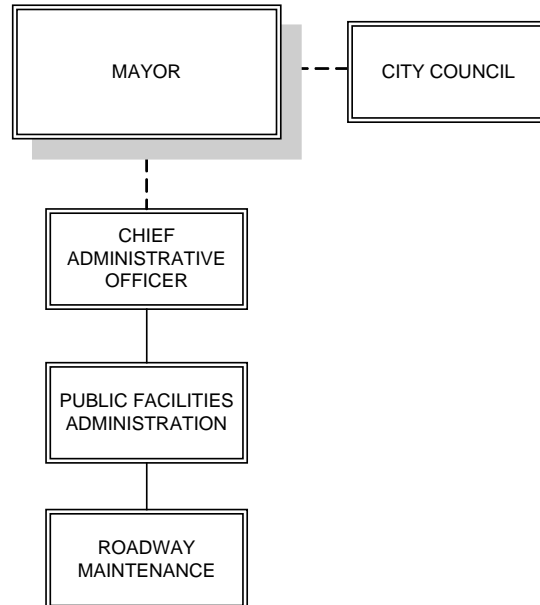 MAYOR
CITY COUNCIL
CHIEF
ADMINISTRATIVE
OFFICER
PUBLIC FACILITIES
ADMINISTRATION
ROADWAY
MAINTENANCE